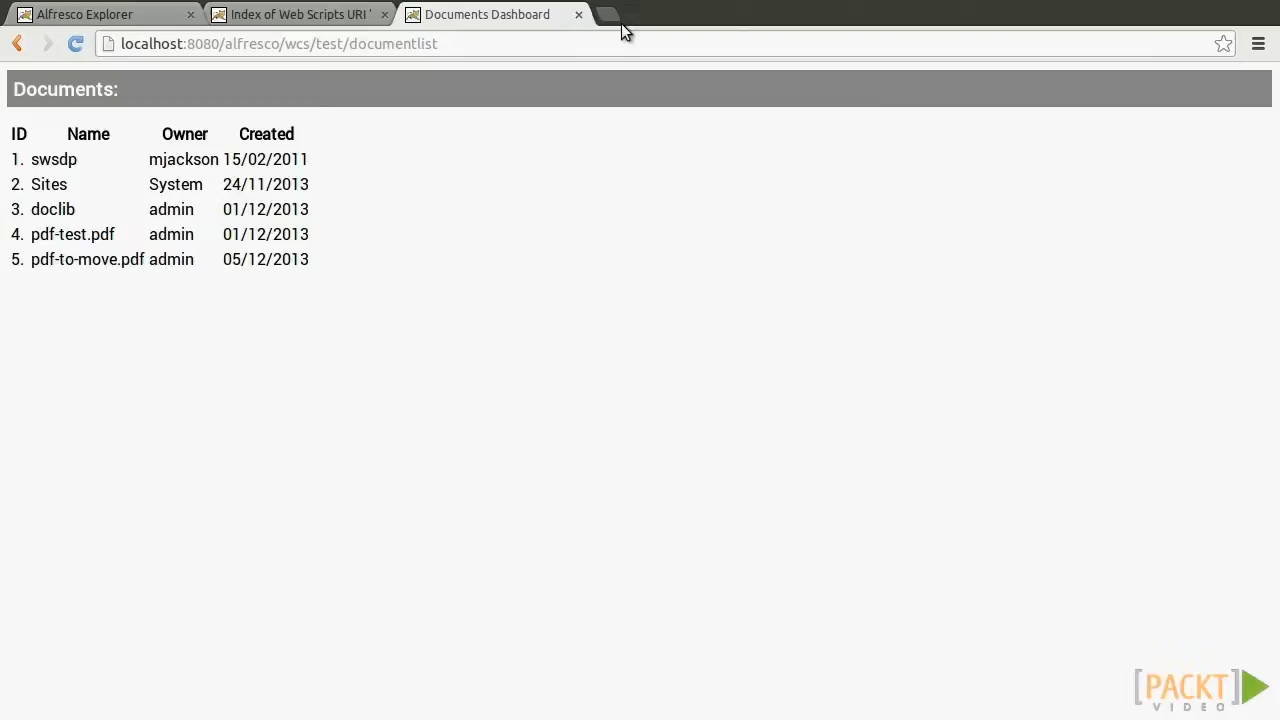 Alfresco Explorer
Index of Web Scripts URI '
Documents Dashboard
localhost:8080/alfresco/wcs/test/documentlist
Documents:
ID Name Owner Created
1. swsdp mjackson 15/02/2011
2. Sites System 24/11/2013
3. doclib admin 01/12/2013
4. pdf-test.pdf admin 01/12/2013
5. pdf-to-move.pdf admin 05/12/2013
[PACKT]
VIDEO